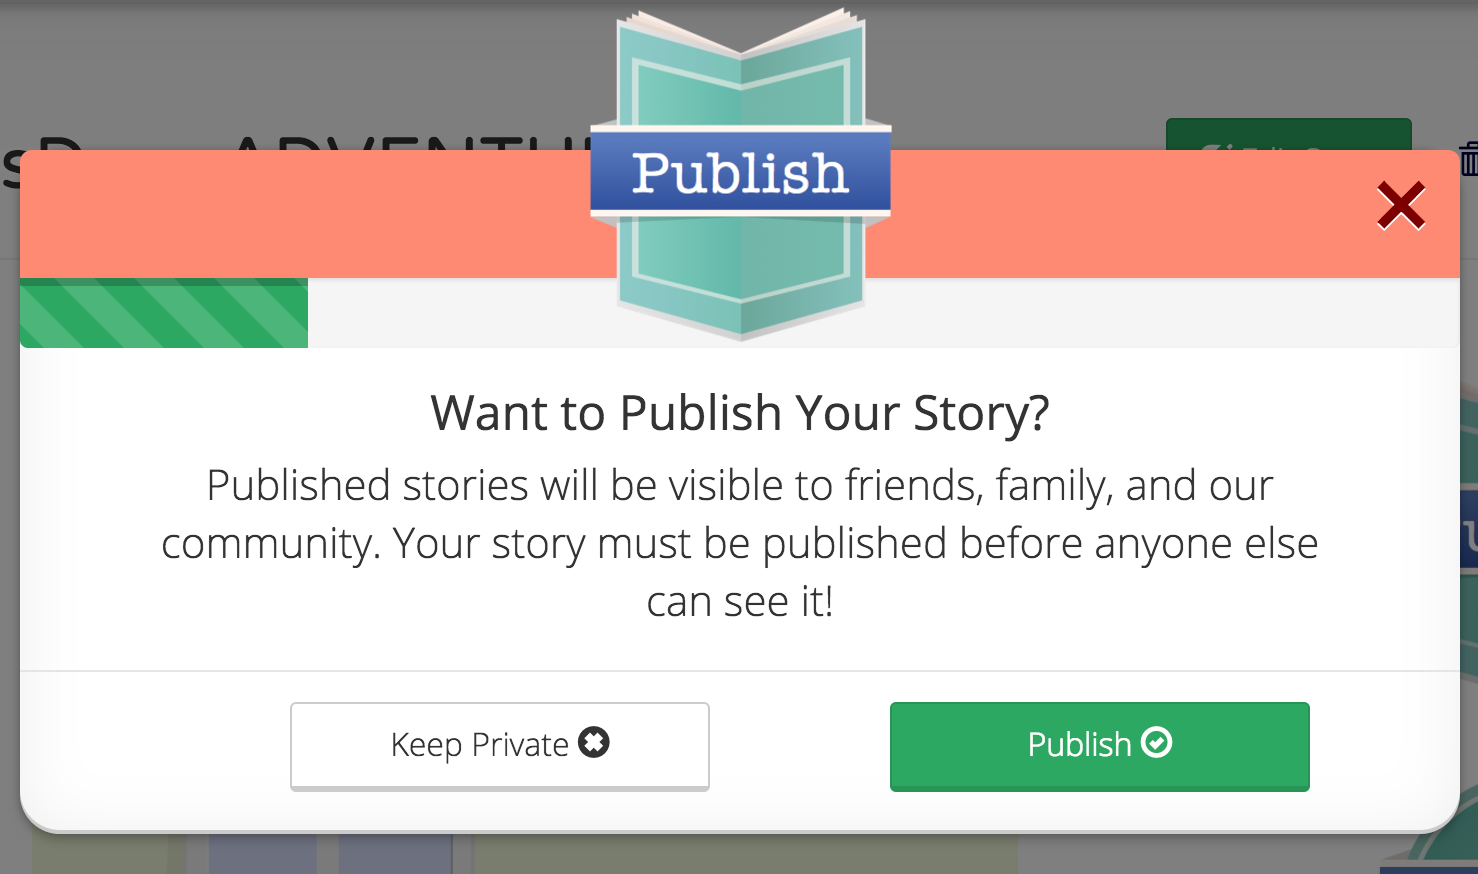 Publish
Want to Publish Your Story?
Published stories will be visible to friends, family, and our
community. Your story must be published before anyone else
can see it!
Keep Private
Publish